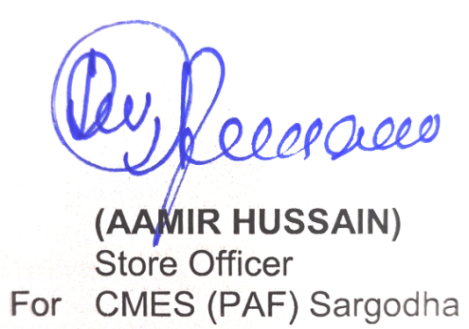 (AAMIR HUSSAIN)
Store Officer
For CMES (PAF) Sargodha